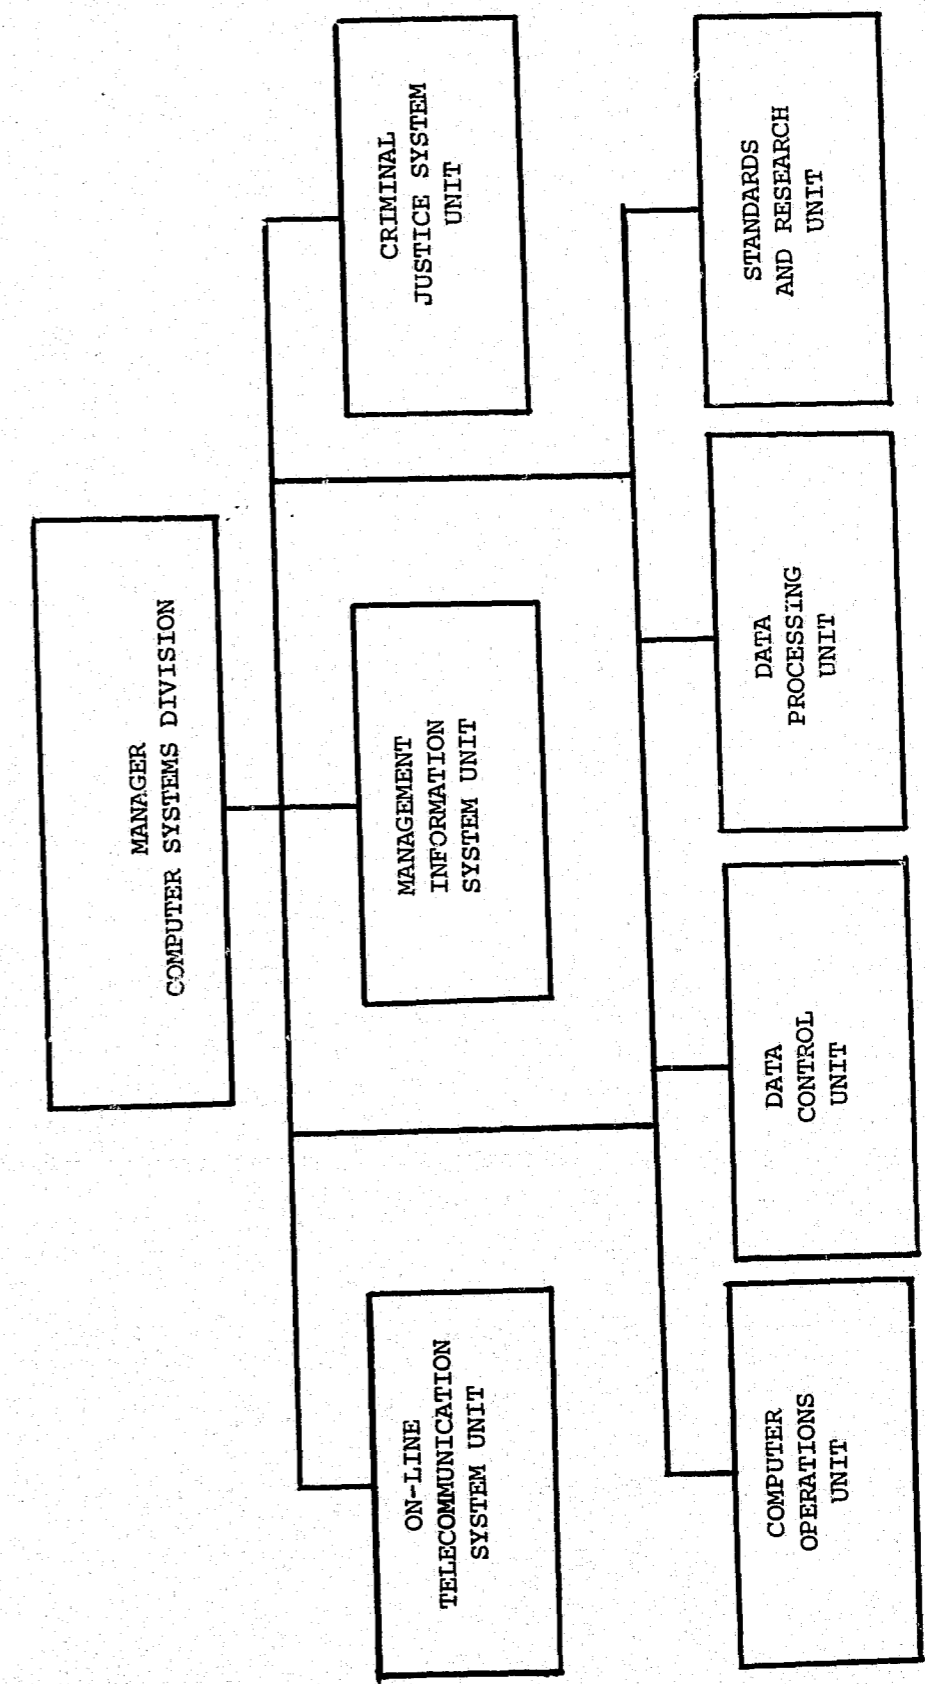 MANAGER
COMPUTER SYSTEMS DIVISION
ON-LINE
TELECOMMUNICATION
SYSTEM UNIT
MANAGEMENT
INFORMATION
SYSTEM UNIT
CRIMINAL
JUSTICE SYSTEM
UNIT
COMPUTER
OPERATIONS
UNIT
DATA
CONTROL
UNIT
DATA
PROCESSING
UNIT
STANDARDS
AND RESEARCH
UNIT